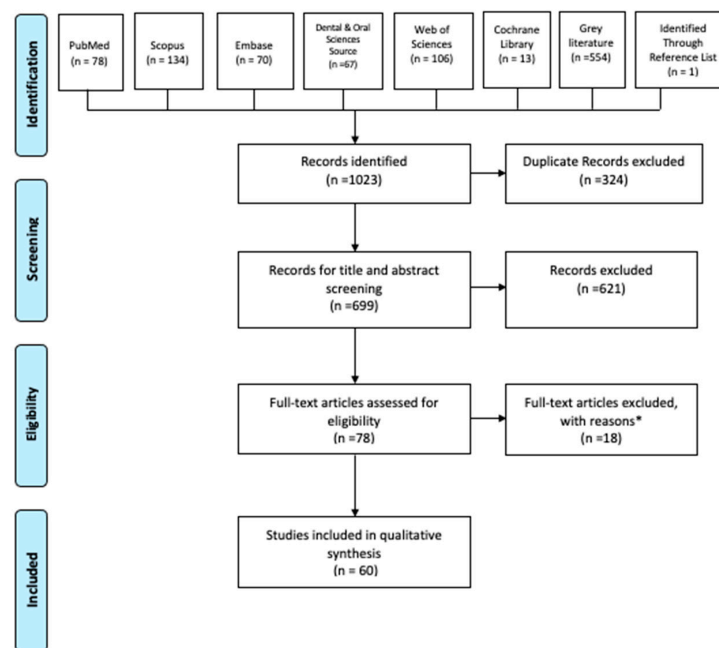 Identification
PubMed
(n = 78)
Scopus
(n = 134)
Embase
(n = 70)
Dental & Oral
Sciences
Source
(n =67)
Web of
Sciences
(n = 106)
Cochrane
Library
(n = 13)
Grey
literature
(n =554)
Identified
Through
Reference List
(n = 1)
Records identified
(n =1023)
Duplicate Records excluded
(n =324)
Screening
Records for title and abstract
screening
(n =699)
Records excluded
(n =621)
Eligibility
Full-text articles assessed for
eligibility
(n =78)
Full-text articles excluded,
with reasons*
(n =18)
Included
Studies included in qualitative
synthesis
(n = 60)